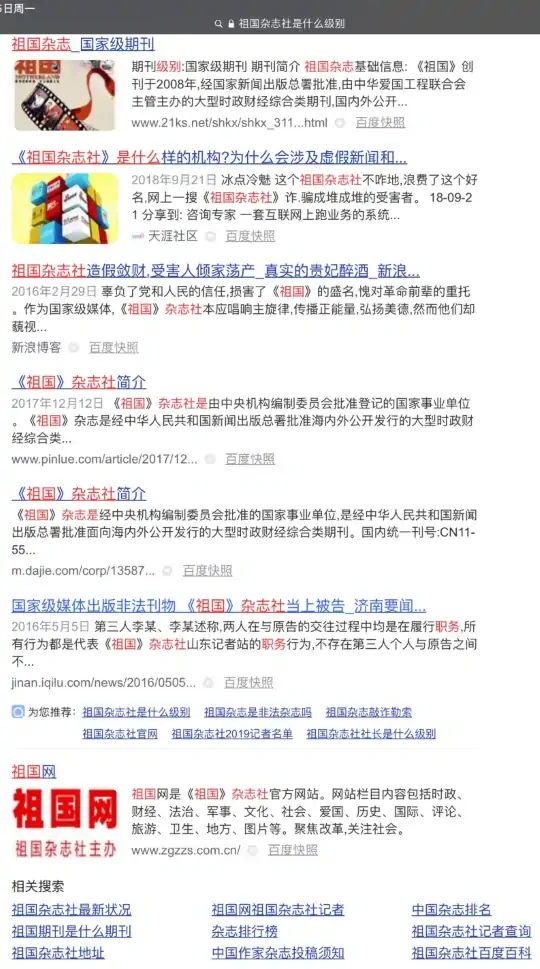 5日周一
祖国杂志社是什么级别
祖国杂志_国家级期刊
期刊级别:国家级期刊 期刊简介 祖国杂志基础信息: 《祖国》创
刊于2008年,经国家新闻出版总署批准,由中华爱国工程联合会
主管主办的大型时政财经综合类期刊,国内外公开...
www.21ks.net/shkx/shkx_311...html 百度快照
《祖国杂志社》是什么样的机构?为什么会涉及虚假新闻和...
2018年9月21日 冰点冷魅 这个祖国杂志社不咋地,浪费了这个好
名,网上一搜《祖国杂志社》诈.骗成堆成堆的受害者。 18-09-2
1 分享到: 咨询专家 一套互联网上跑业务的系统...
天涯社区 百度快照
祖国杂志社造假敛财,受害人倾家荡产_真实的贵妃醉酒_新浪...
2016年2月29日 辜负了党和人民的信任,损害了《祖国》的盛名,愧对革命前辈的重托
。作为国家级媒体,《祖国》杂志社本应唱响主旋律,传播正能量,弘扬美德,然而他们却
藐视...
新浪博客 百度快照
《祖国》杂志社简介
2017年12月12日 《祖国》杂志社是由中央机构编制委员会批准登记的国家事业单位
。《祖国》杂志是经中华人民共和国新闻出版总署批准海内外公开发行的大型时政财
经综合类...
www.pinlue.com/article/2017/12... 百度快照
《祖国》杂志社简介
《祖国》杂志是经中央机构编制委员会批准的国家事业单位,是经中华人民共和国新闻
出版总署批准面向海内外公开发行的大型时政财经综合类期刊。国内统一刊号:CN11-
55...
m.dajie.com/corp/13587... 百度快照
国家级媒体出版非法刊物 《祖国》杂志社当上被告_济南要闻...
2016年5月5日 第三人李某、李某述称,两人在与原告的交往过程中均是在履行职务,所
有行为都是代表《祖国》杂志社山东记者站的职务行为,不存在第三个人与原告之间
不...
jinan.iqilu.com/news/2016/0505... 百度快照
为您推荐: 祖国杂志社是什么级别 祖国杂志是非法杂志吗 祖国杂志敲诈勒索
祖国杂志社官网 祖国杂志社2019记者名单 祖国杂志社社长是什么级别
祖国网
祖国网
祖国杂志社主办
祖国网是《祖国》杂志社官方网站。网站栏目内容包括时政、
财经、法治、军事、文化、社会、爱国、历史、国际、评论、
旅游、卫生、地方、图片等。聚焦改革,关注社会。
www.zgzzs.com.cn/ 百度快照
相关搜索
祖国杂志社最新状况 祖国网祖国杂志社记者 中国杂志排名
祖国期刊是什么期刊 杂志排行榜 祖国杂志社记者查询
祖国杂志社地址 中国作家杂志投稿须知 祖国杂志社百度百科